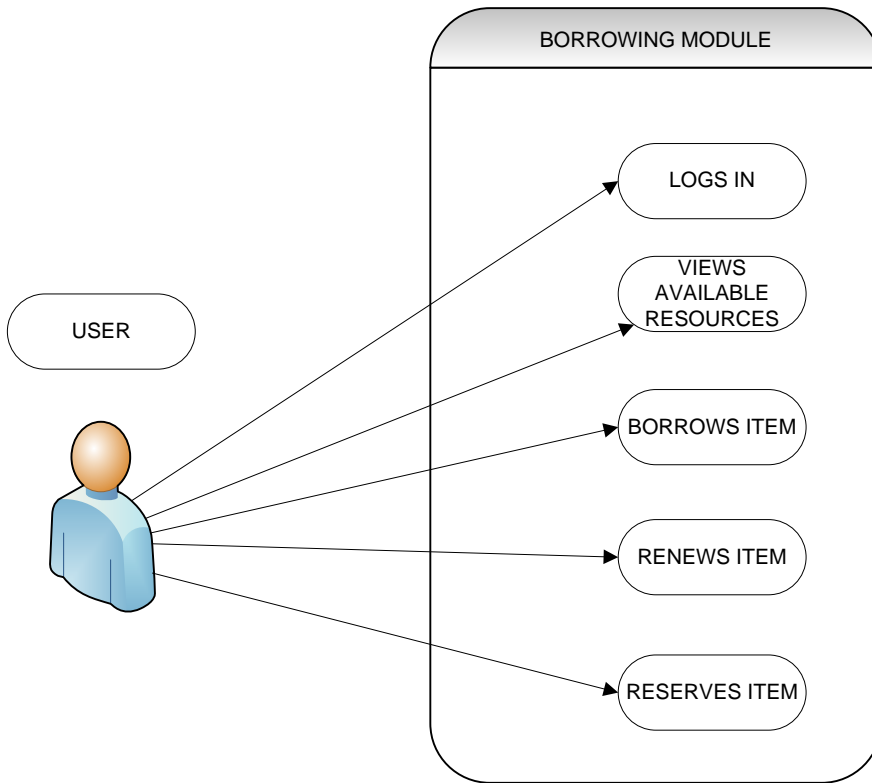 BORROWING MODULE
LOGS IN
VIEWS
AVAILABLE
RESOURCES
USER
BORROWS ITEM
RENEWS ITEM
RESERVES ITEM